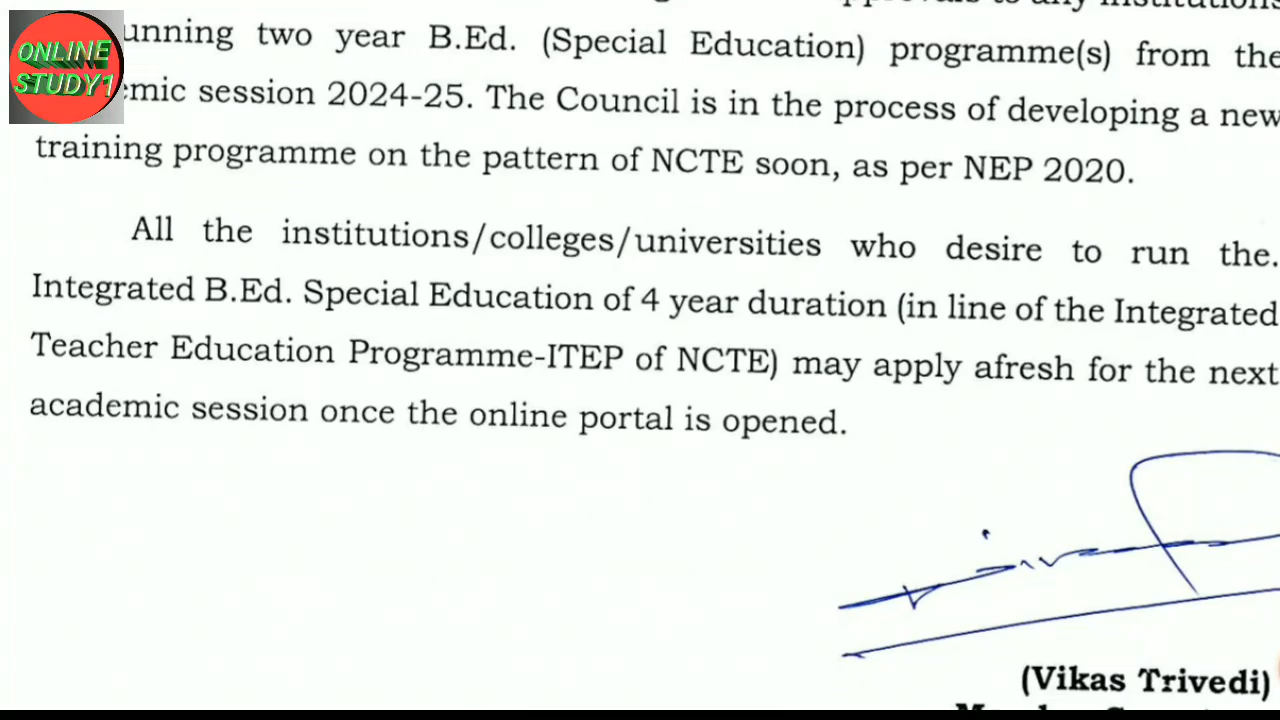 ONLINE
STUDY1
to any institutions
unning two year B.Ed. (Special Education) programme(s) from the
emic session 2024-25. The Council is in the process of developing a new
training programme on the pattern of NCTE soon, as per NEP 2020.
All the institutions/colleges/universities who desire to run the.
Integrated B.Ed. Special Education of 4 year duration (in line of the Integrated
Teacher Education Programme-ITEP of NCTE) may apply afresh for the next
academic session once the online portal is opened.
(Vikas Trivedi)